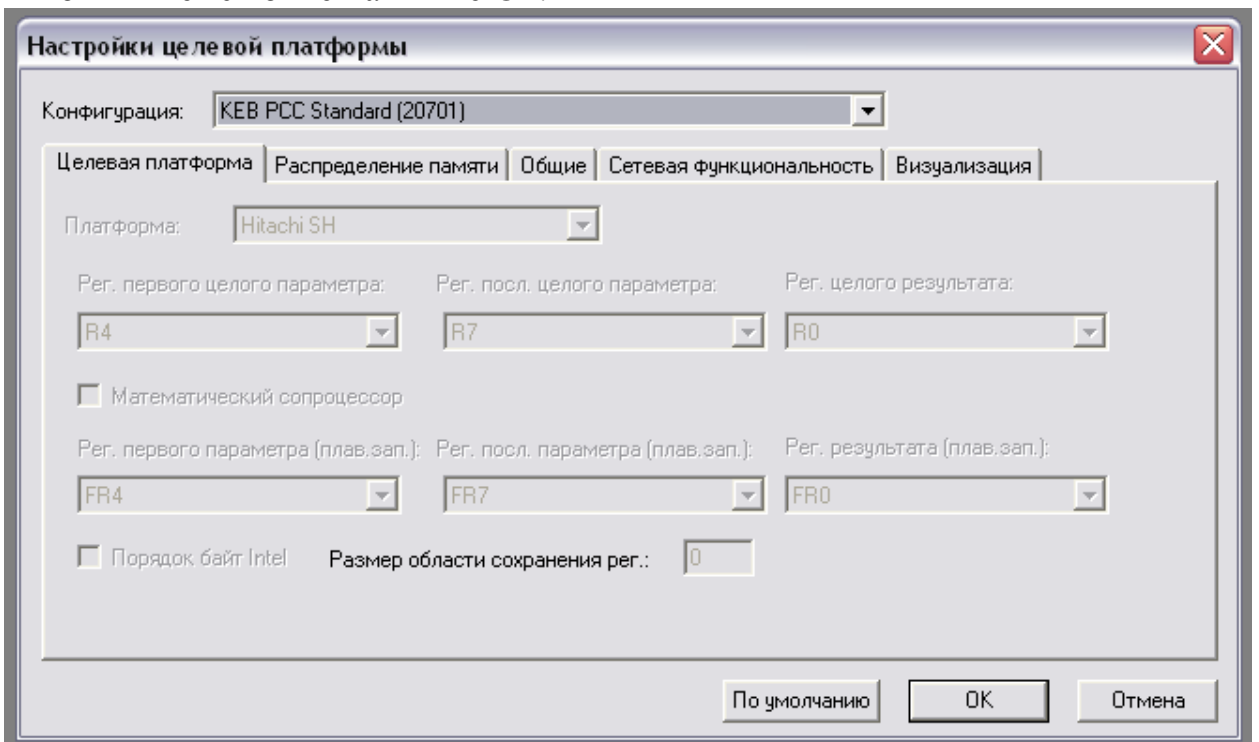 Настройки целевой платформы
Конфигурация: KEB PCC Standard (20701)
Целевая платформа Распределение памяти Общие Сетевая функциональность Визуализация
Платформа: Hitachi SH
Рег. первого целого параметра: Рег. посл. целого параметра: Рег. целого результата:
R4 R7 R0
Математический сопроцессор
Рег. первого параметра (плав.зап.): Рег. посл. параметра (плав.зап.): Рег. результата (плав.зап.):
FR4 FR7 FR0
Порядок байт Intel Размер области сохранения рег.: 0
По умолчанию OK Отмена